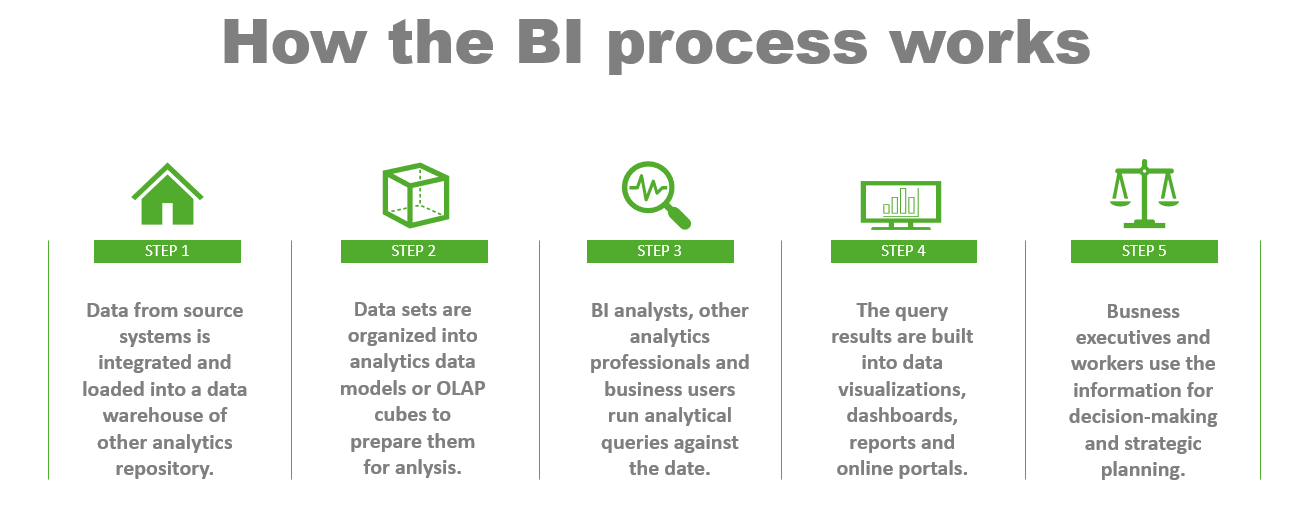 How the BI process works
STEP 1
Data from source
systems is
integrated and
loaded into a data
warehouse of
other analytics
repository.
STEP 2
Data sets are
organized into
analytics data
models or OLAP
cubes to
prepare them
for anlysis.
STEP 3
BI analysts, other
analytics
professionals and
business users
run analytical
queries against
the date.
STEP 4
The query
results are built
into data
visualizations,
dashboards,
reports and
online portals.
STEP 5
Busness
executives and
workers use the
information for
decision-making
and strategic
planning.